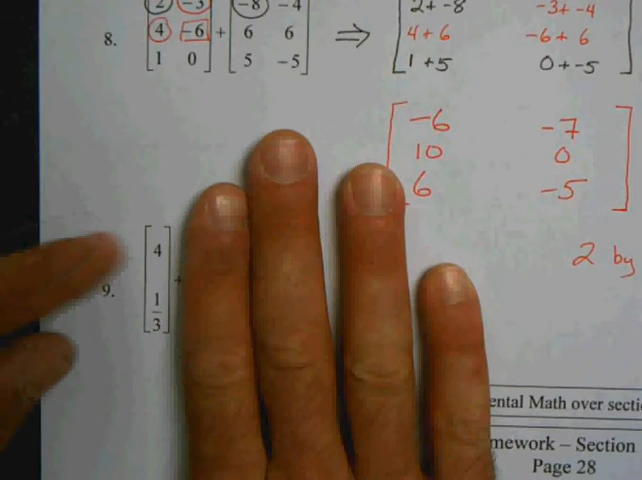 2 -3 -8 -4 2+-8 -3+-4
8. 4 -6 + 6 6 ⇒ 4+6 -6+6
1 0 5 -5 1+5 0+-5
-6 -7
10 0
6 -5
2 by
4
9. +
1/3
ental Math over secti
mework – Section
Page 28